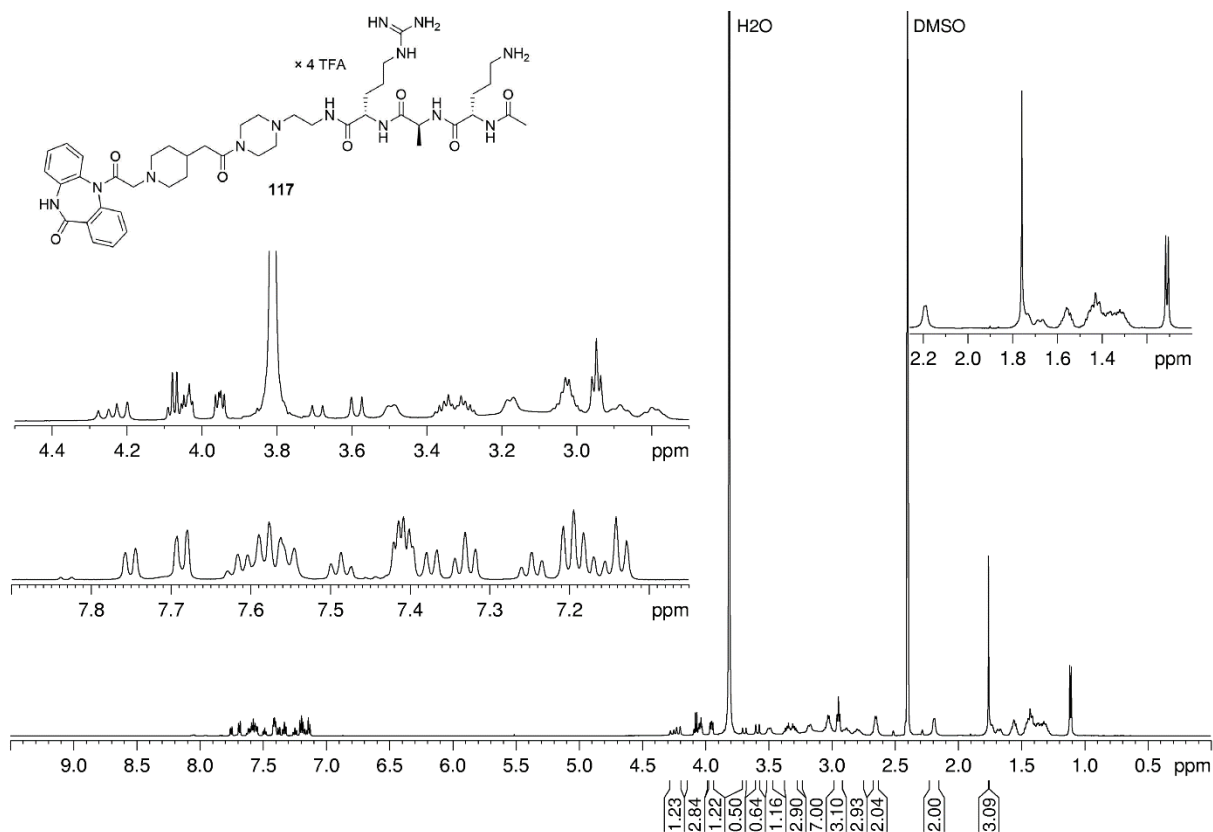 HN NH₂
NH
NH₂
× 4 TFA
O
H
N
O
H
N
O
N
H
O
N
H
O
N
H
N
N
O
O
N
N
HN
O
117
H2O
DMSO
2.2 2.0 1.8 1.6 1.4 ppm
4.4 4.2 4.0 3.8 3.6 3.4 3.2 3.0 ppm
7.8 7.7 7.6 7.5 7.4 7.3 7.2 ppm
9.0 8.5 8.0 7.5 7.0 6.5 6.0 5.5 5.0 4.5 4.0 3.5 3.0 2.5 2.0 1.5 1.0 0.5 ppm
1.23 2.84 1.22 0.50 0.64 1.16 2.90 7.00 3.10 2.93 2.04 2.00 3.09